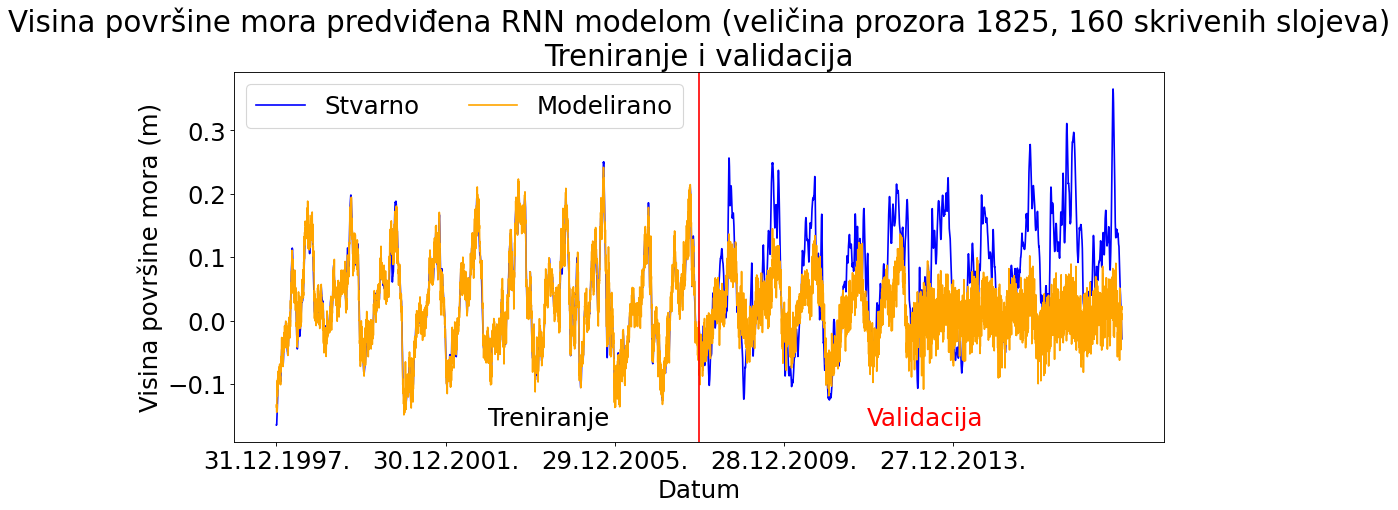 Visina površine mora predviđena RNN modelom (veličina prozora 1825, 160 skrivenih slojeva)
Treniranje i validacija
Stvarno
Modelirano
Visina površine mora (m)
0.3
0.2
0.1
0.0
−0.1
Treniranje
Validacija
31.12.1997.
30.12.2001.
29.12.2005.
28.12.2009.
27.12.2013.
Datum